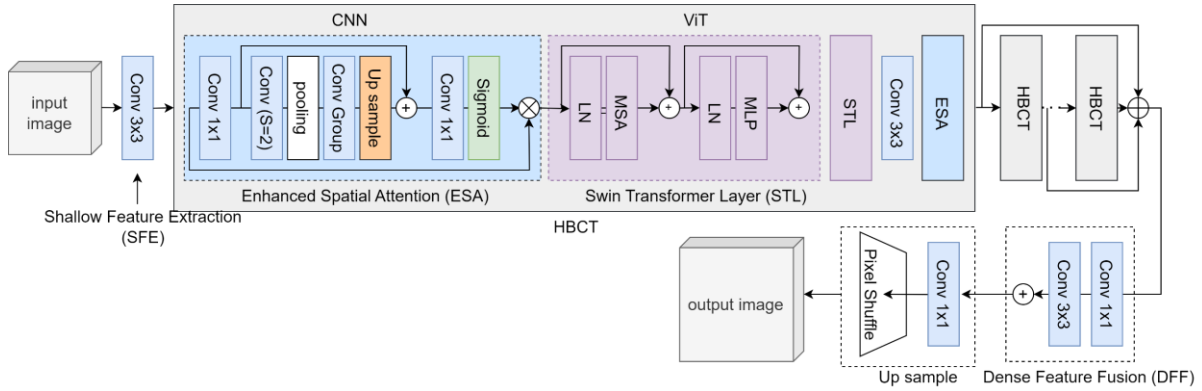 CNN
ViT
input
image
Conv 3x3
Conv 1x1
Conv (S=2)
pooling
Conv Group
Up sample
Conv 1x1
Sigmoid
LN
MSA
LN
MLP
STL
Conv 3x3
ESA
HBCT
HBCT
Enhanced Spatial Attention (ESA)
Swin Transformer Layer (STL)
Shallow Feature Extraction
(SFE)
HBCT
output image
Pixel Shuffle
Conv 1x1
Conv 3x3
Conv 1x1
Up sample
Dense Feature Fusion (DFF)